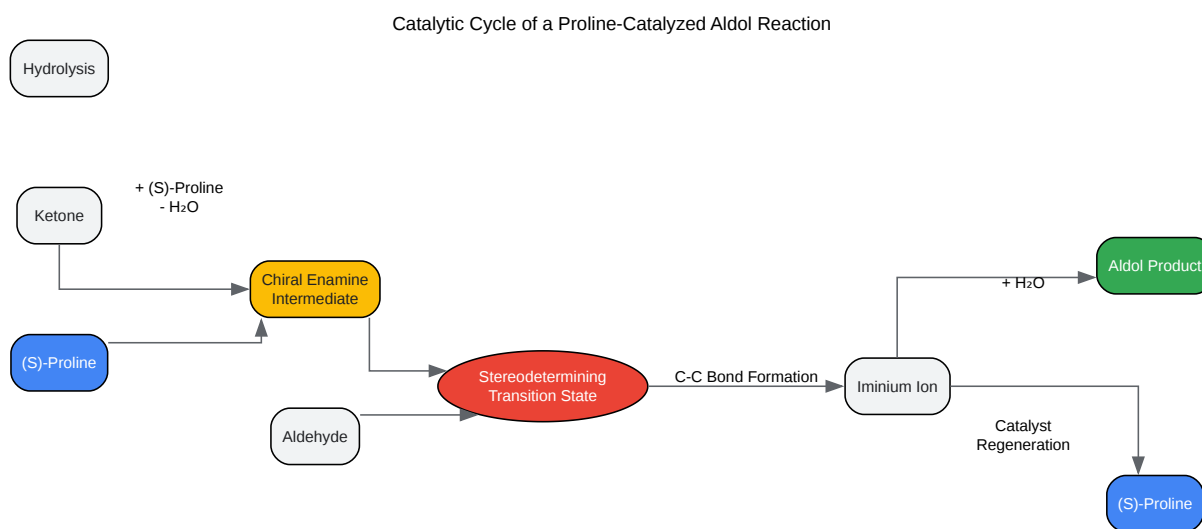 Catalytic Cycle of a Proline-Catalyzed Aldol Reaction
Hydrolysis
+ (S)-Proline
- H₂O
Ketone
Chiral Enamine
Intermediate
(S)-Proline
Aldehyde
Stereodetermining
Transition State
C-C Bond Formation
Iminium Ion
+ H₂O
Aldol Product
Catalyst
Regeneration
(S)-Proline